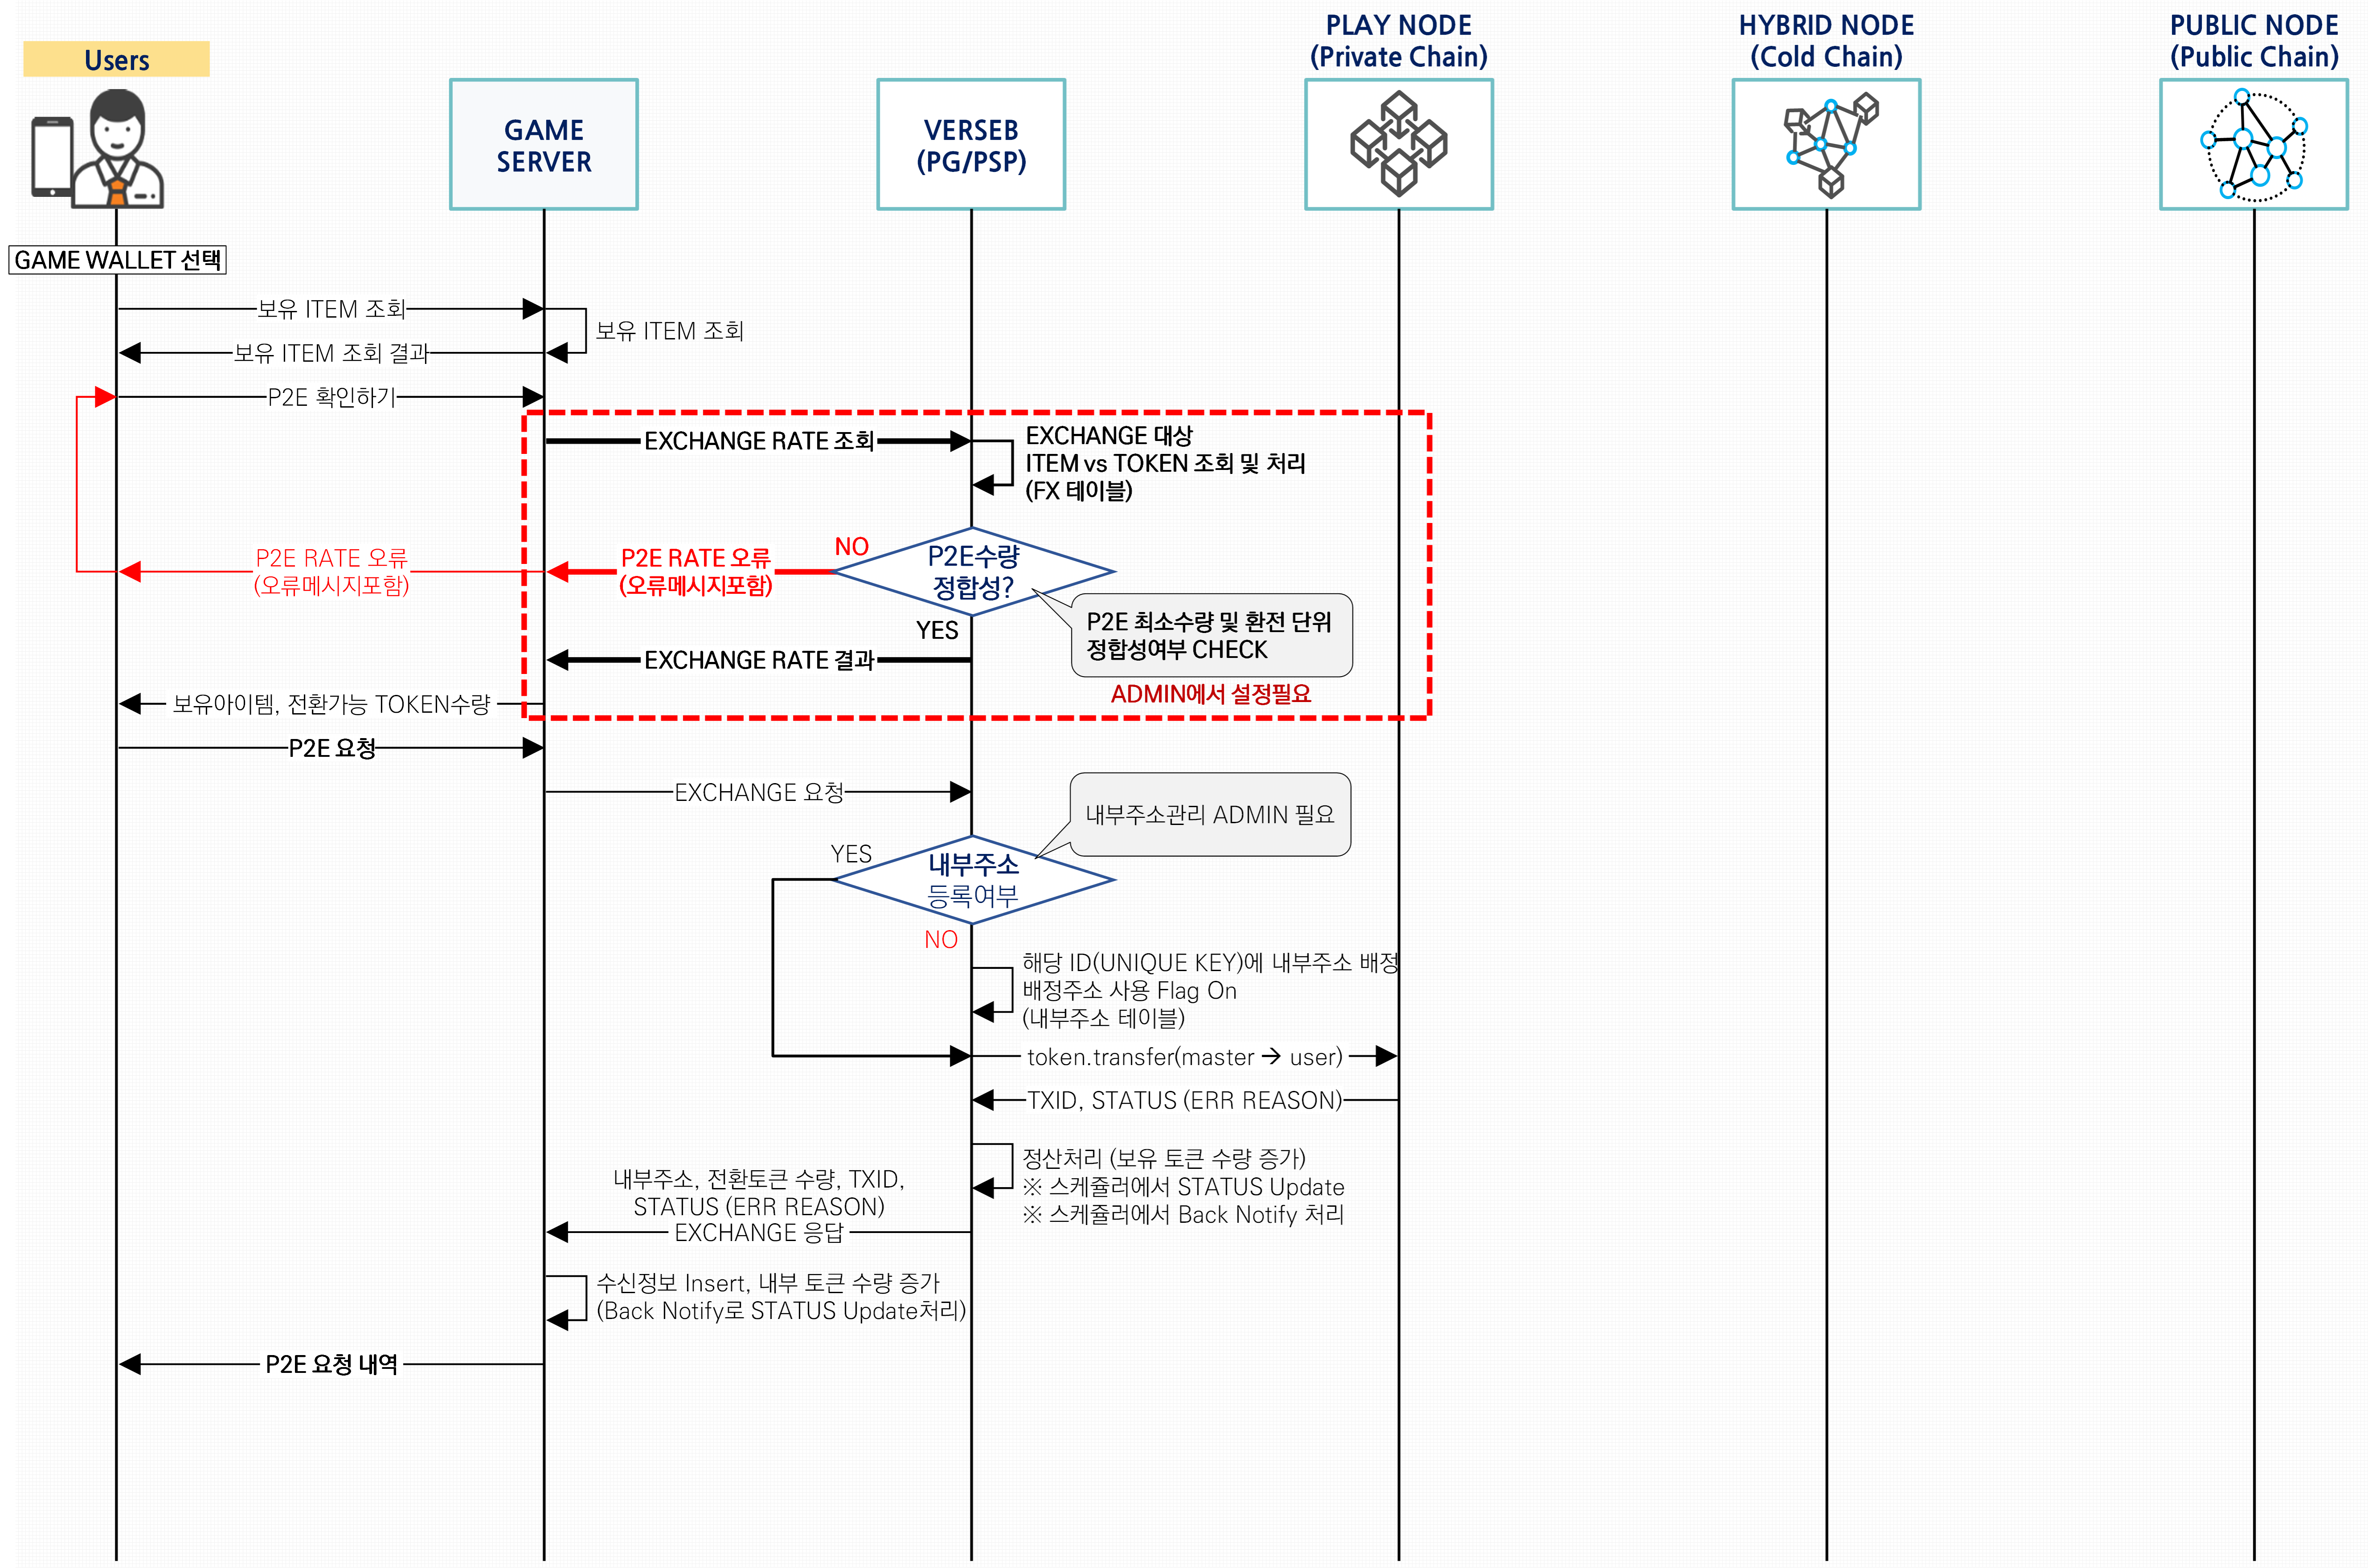 Users
GAME
SERVER
VERSEB
(PG/PSP)
PLAY NODE
(Private Chain)
HYBRID NODE
(Cold Chain)
PUBLIC NODE
(Public Chain)
GAME WALLET 선택
보유 ITEM 조회
보유 ITEM 조회
보유 ITEM 조회 결과
P2E 확인하기
EXCHANGE RATE 조회
EXCHANGE 대상
ITEM vs TOKEN 조회 및 처리
(FX 테이블)
P2E수량
정합성?
NO
P2E RATE 오류
(오류메시지포함)
P2E RATE 오류
(오류메시지포함)
YES
P2E 최소수량 및 환전 단위
정합성여부 CHECK
EXCHANGE RATE 결과
ADMIN에서 설정필요
보유아이템, 전환가능 TOKEN수량
P2E 요청
EXCHANGE 요청
내부주소관리 ADMIN 필요
YES
내부주소
등록여부
NO
해당 ID(UNIQUE KEY)에 내부주소 배정
배정주소 사용 Flag On
(내부주소 테이블)
token.transfer(master → user)
TXID, STATUS (ERR REASON)
정산처리 (보유 토큰 수량 증가)
※ 스케쥴러에서 STATUS Update
※ 스케쥴러에서 Back Notify 처리
내부주소, 전환토큰 수량, TXID,
STATUS (ERR REASON)
EXCHANGE 응답
수신정보 Insert, 내부 토큰 수량 증가
(Back Notify로 STATUS Update처리)
P2E 요청 내역